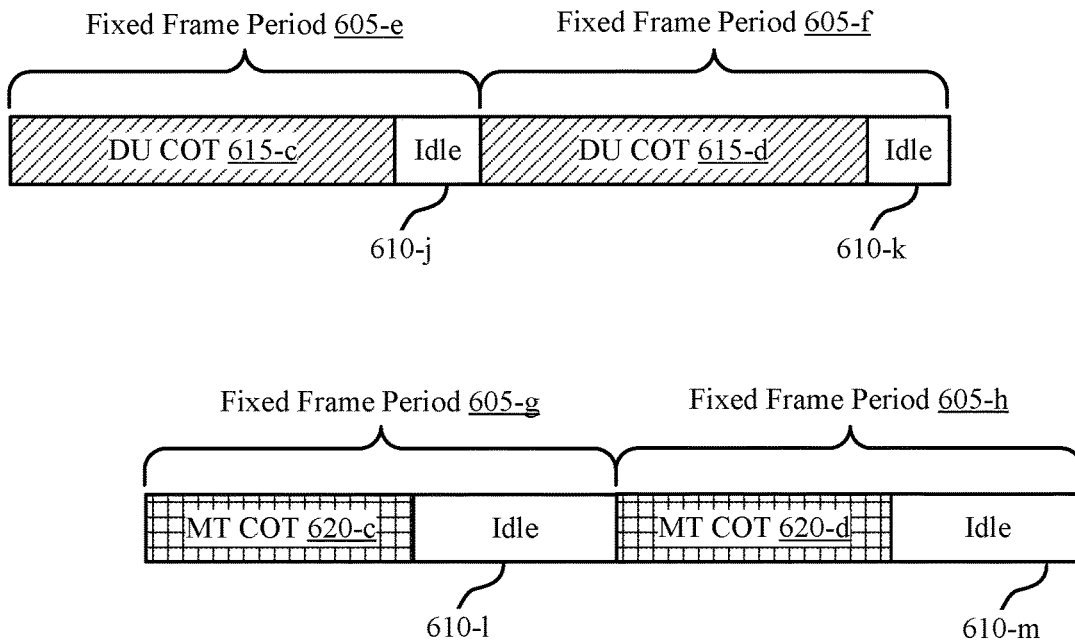 Fixed Frame Period 605-e
Fixed Frame Period 605-f
DU COT 615-c
Idle
DU COT 615-d
Idle
610-j
610-k
Fixed Frame Period 605-g
Fixed Frame Period 605-h
MT COT 620-c
Idle
MT COT 620-d
Idle
610-l
610-m